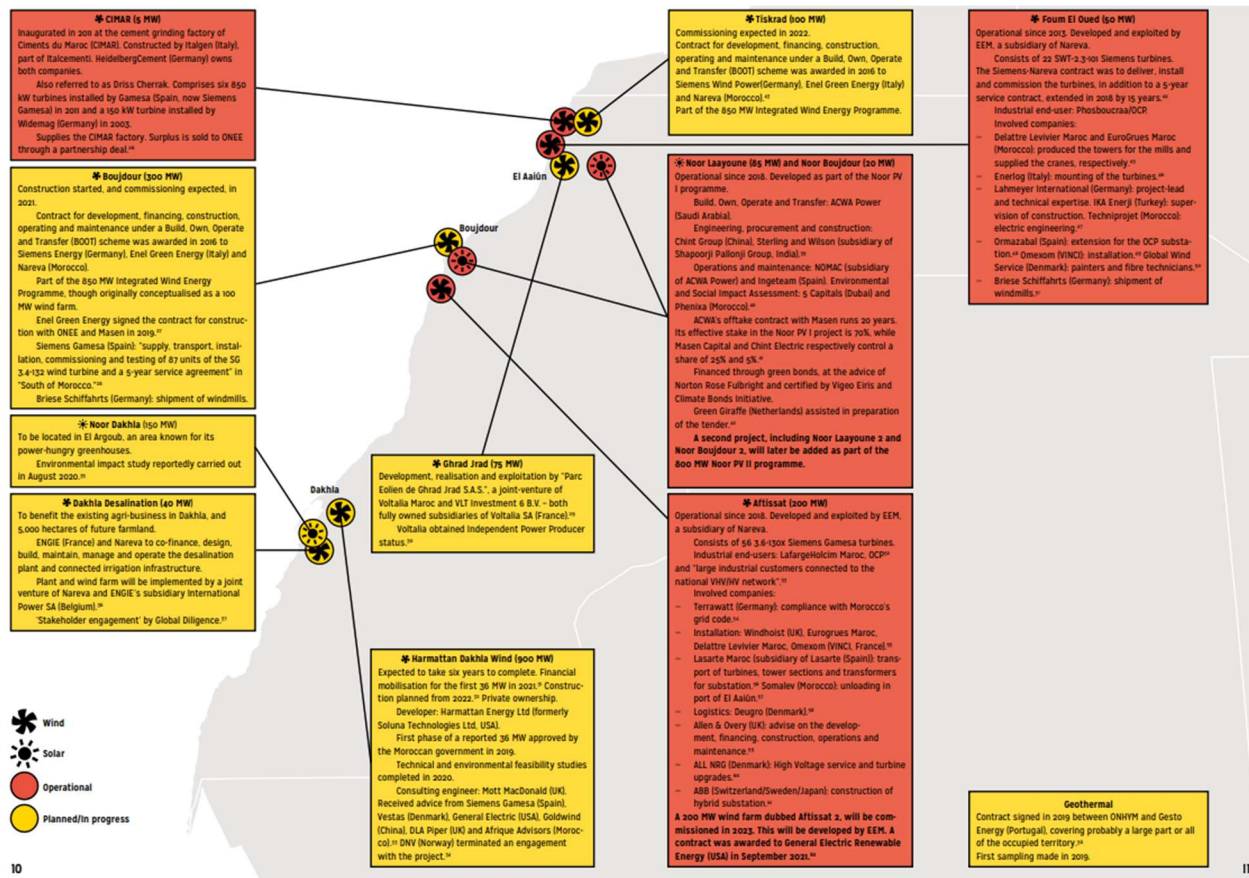 CIMAR (5 MW)
Inaugurated in 2011 at the cement grinding factory of
Ciments du Maroc (CIMAR). Constructed by Italgen (Italy),
part of Italcementi. HeidelbergCement (Germany) owns
both companies.
Also referred to as Driss Cherrak. Comprises six 850
kW turbines installed by Gamesa (Spain, now Siemens
Gamesa) in 2011 and a 150 kW turbine installed by
Widemag (Germany) in 2003.
Supplies the CIMAR factory. Surplus is sold to ONEE
through a partnership deal.
Boujdour (300 MW)
Construction started, and commissioning expected, in
2021.
Contract for development, financing, construction,
operating and maintenance under a Build, Own, Operate
and Transfer (BOOT) scheme was awarded in 2016 to
Siemens Energy (Germany), Enel Green Energy (Italy) and
Nareva (Morocco).
Part of the 850 MW Integrated Wind Energy
Programme, though originally conceptualised as a 100
MW wind farm.
Enel Green Energy signed the contract for construc-
tion with ONEE and Masen in 2019.²⁷
Siemens Gamesa (Spain): "supply, transport, instal-
lation, commissioning and testing of 87 units of the SG
3.4-132 wind turbine and a 5-year service agreement" in
"South of Morocco."²⁸
Briese Schiffahrts (Germany): shipment of windmills.
Noor Dakhla (150 MW)
To be located in El Argoub, an area known for its
power-hungry greenhouses.
Environmental impact study reportedly carried out
in August 2020.
Dakhla Desalination (40 MW)
To benefit the existing agri-business in Dakhla, and
5,000 hectares of future farmland.
ENGIE (France) and Nareva to co-finance, design,
build, maintain, manage and operate the desalination
plant and connected irrigation infrastructure.
Plant and wind farm will be implemented by a joint
venture of Nareva and ENGIE's subsidiary International
Power SA (Belgium).
'Stakeholder engagement' by Global Diligence.
Wind
Solar
Operational
Planned/In progress
10
El Aaiún
Boujdour
Dakhla
Ghrad Jrad (75 MW)
Development, realisation and exploitation by "Parc
Eolien de Ghrad Jrad S.A.S.", a joint-venture of
Voltalia Maroc and VLT Investment 6 B.V. – both
fully owned subsidiaries of Voltalia SA (France).
Voltalia obtained Independent Power Producer
status.
Harmattan Dakhla Wind (900 MW)
Expected to take six years to complete. Financial
mobilisation for the first 36 MW in 2021. Construc-
tion planned from 2022. Private ownership.
Developer: Harmattan Energy Ltd (formerly
Soluna Technologies Ltd, USA).
First phase of a reported 36 MW approved by
the Moroccan government in 2019.
Technical and environmental feasibility studies
completed in 2020.
Consulting engineer: Mott MacDonald (UK).
Received advice from Siemens Gamesa (Spain),
Vestas (Denmark), General Electric (USA), Goldwind
(China), DLA Piper (UK) and Afrique Advisors (Moroc-
co). DNV (Norway) terminated an engagement
with the project.
Tiskrad (100 MW)
Commissioning expected in 2022.
Contract for development, financing, construction,
operating and maintenance under a Build, Own, Operate
and Transfer (BOOT) scheme was awarded in 2016 to
Siemens Wind Power(Germany), Enel Green Energy (Italy)
and Nareva (Morocco).
Part of the 850 MW Integrated Wind Energy Programme.
Noor Laayoune (85 MW) and Noor Boujdour (20 MW)
Operational since 2018. Developed as part of the Noor PV
I programme.
Build, Own, Operate and Transfer: ACWA Power
(Saudi Arabia).
Engineering, procurement and construction:
Chint Group (China), Sterling and Wilson (subsidiary of
Shapoorji Pallonji Group, India).
Operations and maintenance: NOMAC (subsidiary
of ACWA Power) and Ingeteam (Spain). Environmental
and Social Impact Assessment: 5 Capitals (Dubai) and
Phenixa (Morocco).
ACWA's offtake contract with Masen runs 20 years.
Its effective stake in the Noor PV I project is 70%, while
Masen Capital and Chint Electric respectively control a
share of 25% and 5%.
Financed through green bonds, at the advice of
Norton Rose Fulbright and certified by Vigeo Eiris and
Climate Bonds Initiative.
Green Giraffe (Netherlands) assisted in preparation
of the tender.
A second project, including Noor Laayoune 2 and
Noor Boujdour 2, will later be added as part of the
800 MW Noor PV II programme.
Aftissat (200 MW)
Operational since 2018. Developed and exploited by EEM,
a subsidiary of Nareva.
Consists of 56 3.6-130x Siemens Gamesa turbines.
Industrial end-users: LafargeHolcim Maroc, OCP
and "large industrial customers connected to the
national VHV/HV network".
Involved companies:
– Terrawatt (Germany): compliance with Morocco's
grid code.
– Installation: Windhoist (UK), Eurogrues Maroc,
Delattre Levivier Maroc, Omexom (VINCI, France).
– Lasarte Maroc (subsidiary of Lasarte (Spain)): trans-
port of turbines, tower sections and transformers
for substation. Somalev (Morocco): unloading in
port of El Aaiún.
– Logistics: Deugro (Denmark).
– Allen & Overy (UK): advise on the develop-
ment, financing, construction, operations and
maintenance.
– ALL NRG (Denmark): High Voltage service and turbine
upgrades.
– ABB (Switzerland/Sweden/Japan): construction of
hybrid substation.
A 200 MW wind farm dubbed Aftissat 2, will be com-
missioned in 2023. This will be developed by EEM. A
contract was awarded to General Electric Renewable
Energy (USA) in September 2021.
Foum El Oued (50 MW)
Operational since 2013. Developed and exploited by
EEM, a subsidiary of Nareva.
Consists of 22 SWT-2.3-101 Siemens turbines.
The Siemens-Nareva contract was to deliver, install
and commission the turbines, in addition to a 5-year
service contract, extended in 2018 by 15 years.
Industrial end-user: Phosboucraa/OCP.
Involved companies:
– Delattre Levivier Maroc and EuroGrues Maroc
(Morocco): produced the towers for the mills and
supplied the cranes, respectively.
– Enerlog (Italy): mounting of the turbines.
– Lahmeyer International (Germany): project-lead
and technical expertise. IKA Enerji (Turkey): super-
vision of construction. Techniprojet (Morocco):
electric engineering.
– Ormazabal (Spain): extension for the OCP substa-
tion. Omexom (VINCI): installation. Global Wind
Service (Denmark): painters and fibre technicians.
– Briese Schiffahrts (Germany): shipment of
windmills.
Geothermal
Contract signed in 2019 between ONHYM and Gesto
Energy (Portugal), covering probably a large part or all
of the occupied territory.
First sampling made in 2019.
11